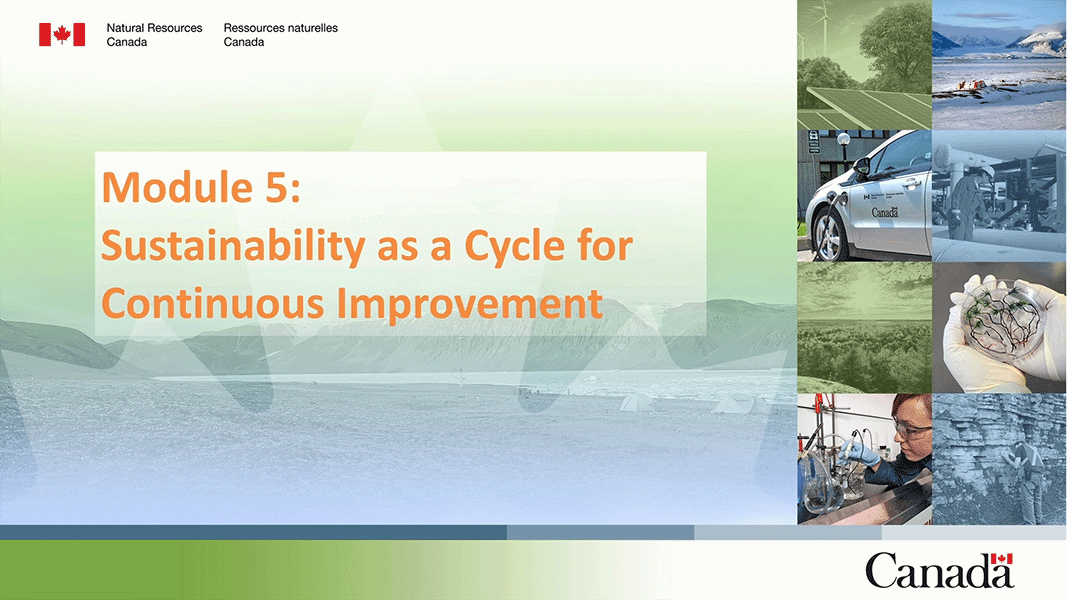 Natural Resources Canada
Ressources naturelles Canada
Module 5:
Sustainability as a Cycle for
Continuous Improvement
Canada
Canada